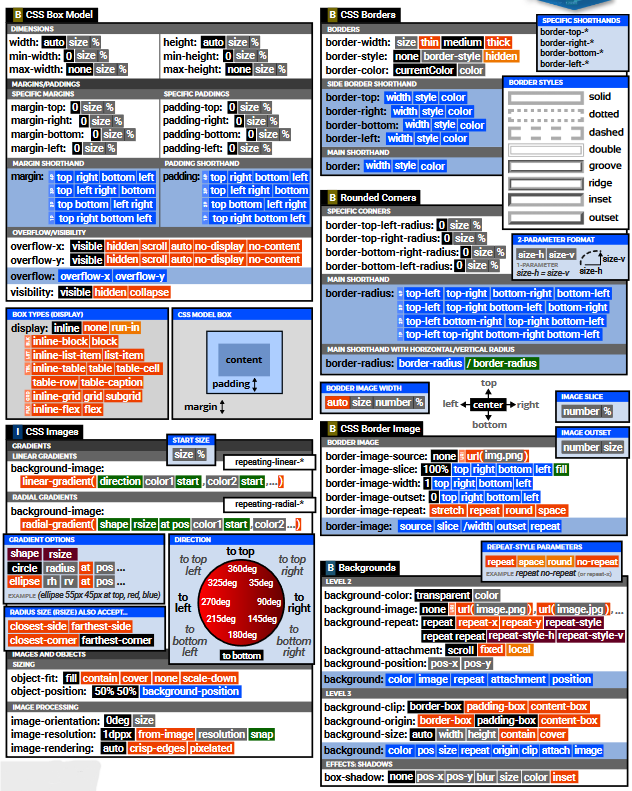 B CSS Box Model
DIMENSIONS
width: auto size %
height: auto size %
min-width: 0 size %
min-height: 0 size %
max-width: none size %
max-height: none size %
MARGINS/PADDINGS
SPECIFIC MARGINS
SPECIFIC PADDINGS
margin-top: 0 size %
padding-top: 0 size %
margin-right: 0 size %
padding-right: 0 size %
margin-bottom: 0 size %
padding-bottom: 0 size %
margin-left: 0 size %
padding-left: 0 size %
MARGIN SHORTHAND
margin: top right bottom left
top left right bottom
top bottom left right
top right bottom left
PADDING SHORTHAND
padding: top right bottom left
top left right bottom
top bottom left right
top right bottom left
OVERFLOW/VISIBILITY
overflow-x: visible hidden scroll auto no-display no-content
overflow-y: visible hidden scroll auto no-display no-content
overflow: overflow-x overflow-y
visibility: visible hidden collapse
BOX TYPES (DISPLAY)
display: inline none run-in
inline-block block
inline-list-item list-item
inline-table table table-cell
table-row table-caption
inline-grid grid subgrid
inline-flex flex
CSS MODEL BOX
content
padding
margin
I CSS Images
GRADIENTS
LINEAR GRADIENTS
START SIZE
size %
background-image:
repeating-linear-*
linear-gradient( direction color1 start , color2 start , ...)
RADIAL GRADIENTS
background-image:
repeating-radial-*
radial-gradient( shape rsize at pos color1 start , color2 ,...)
GRADIENT OPTIONS
shape rsize
circle radius at pos ...
ellipse rh rv at pos ...
EXAMPLE (ellipse 55px 45px at top, red, blue)
RADIUS SIZE (RSIZE) ALSO ACCEPT...
closest-side farthest-side
closest-corner farthest-corner
DIRECTION
to top left
to top
to top right
360deg
325deg 35deg
to left
270deg 90deg
to right
215deg 145deg
180deg
to bottom left
to bottom
to bottom right
IMAGES AND OBJECTS
SIZING
object-fit: fill contain cover none scale-down
object-position: 50% 50% background-position
IMAGE PROCESSING
image-orientation: 0deg size
image-resolution: 1dppx from-image resolution snap
image-rendering: auto crisp-edges pixelated
B CSS Borders
BORDERS
border-width: size thin medium thick
border-style: none border-style hidden
border-color: currentColor color
SIDE BORDER SHORTHAND
border-top: width style color
border-right: width style color
border-bottom: width style color
border-left: width style color
MAIN SHORTHAND
border: width style color
SPECIFIC SHORTHANDS
border-top-*
border-right-*
border-bottom-*
border-left-*
BORDER STYLES
solid
dotted
dashed
double
groove
ridge
inset
outset
B Rounded Corners
SPECIFIC CORNERS
border-top-left-radius: 0 size %
border-top-right-radius: 0 size %
border-bottom-right-radius: 0 size %
border-bottom-left-radius: 0 size %
2-PARAMETER FORMAT
size-h size-v
1-PARAMETER
size-h = size-v
size-v
size-h
MAIN SHORTHAND
border-radius: top-left top-right bottom-right bottom-left
top-left top-right bottom-right bottom-left
top-left bottom-right top-right bottom-left
top-left top-right bottom-right bottom-left
MAIN SHORTHAND WITH HORIZONTAL/VERTICAL RADIUS
border-radius: border-radius / border-radius
BORDER IMAGE WIDTH
auto size number %
top
left center right
bottom
IMAGE SLICE
number %
B CSS Border Image
IMAGE OUTSET
number size
BORDER IMAGE
border-image-source: none url(img.png)
border-image-slice: 100% top right bottom left fill
border-image-width: 1 top right bottom left
border-image-outset: 0 top right bottom left
border-image-repeat: stretch repeat round space
border-image: source slice /width outset repeat
REPEAT-STYLE PARAMETERS
repeat space round no-repeat
EXAMPLE repeat no-repeat (or repeat-x)
B Backgrounds
LEVEL 2
background-color: transparent color
background-image: none url(image.png) , url(image.jpg) , ...
background-repeat: repeat repeat-x repeat-y repeat-style
repeat repeat repeat-style-h repeat-style-v
background-attachment: scroll fixed local
background-position: pos-x pos-y
background: color image repeat attachment position
LEVEL 3
background-clip: border-box padding-box content-box
background-origin: border-box padding-box content-box
background-size: auto width height contain cover
background: color pos size repeat origin clip attach image
EFFECTS: SHADOWS
box-shadow: none pos-x pos-y blur size color inset